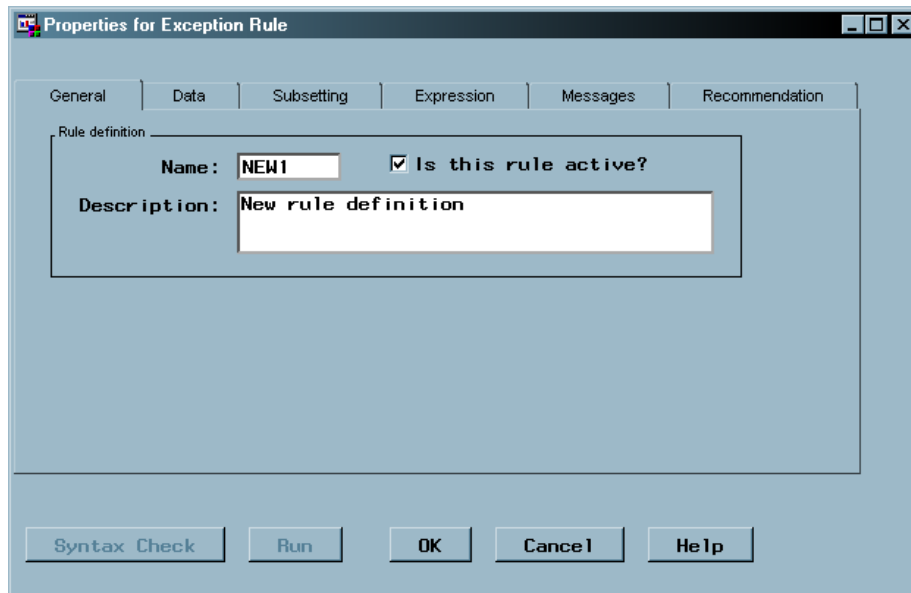 Properties for Exception Rule
General Data Subsetting Expression Messages Recommendation
Rule definition
Name: NEW1 Is this rule active?
Description: New rule definition
Syntax Check Run OK Cancel Help